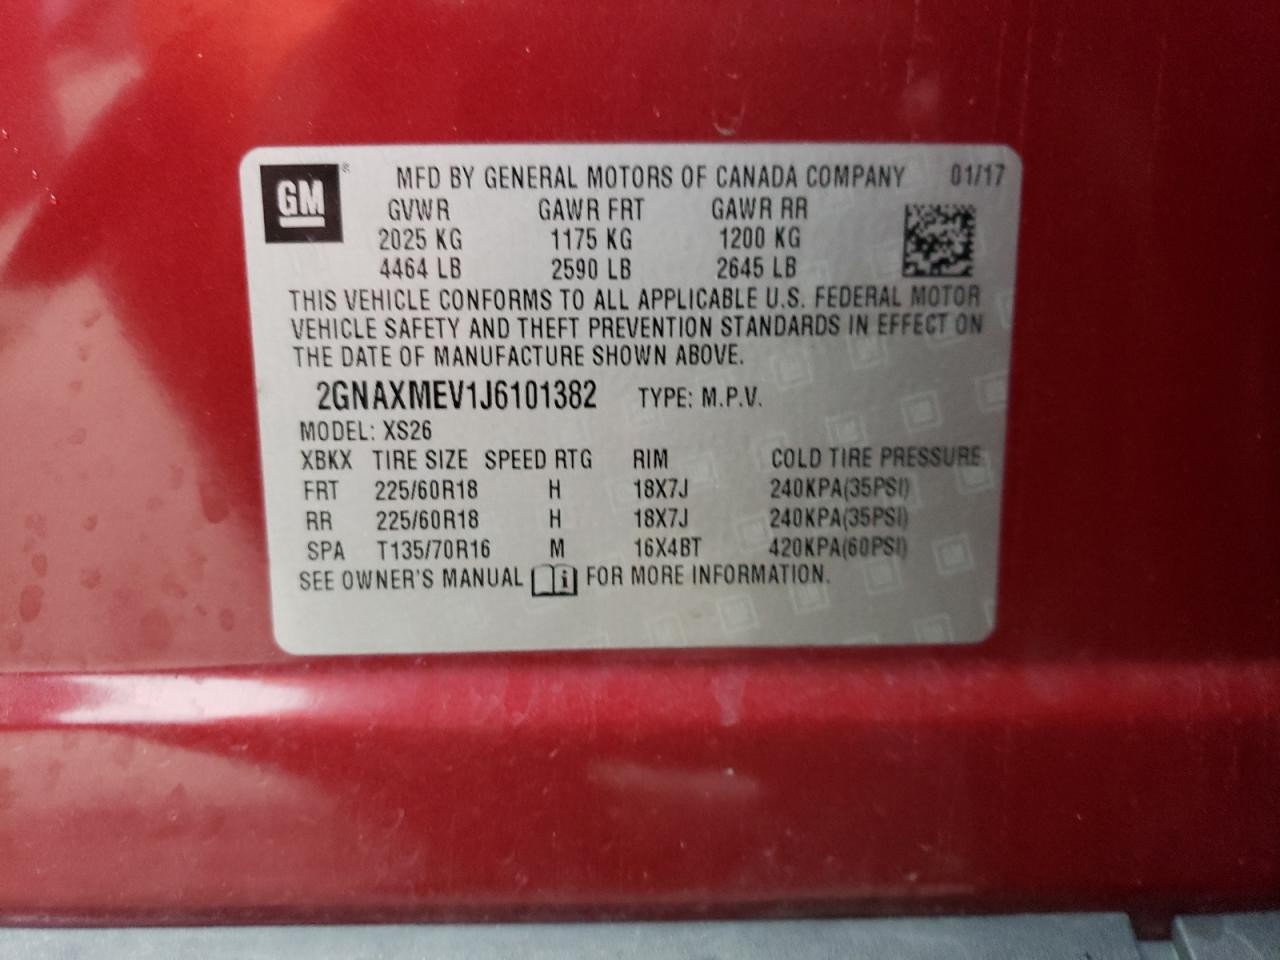 GM ® MFD BY GENERAL MOTORS OF CANADA COMPANY 01/17
GVWR GAWR FRT GAWR RR
2025 KG 1175 KG 1200 KG
4464 LB 2590 LB 2645 LB
THIS VEHICLE CONFORMS TO ALL APPLICABLE U.S. FEDERAL MOTOR
VEHICLE SAFETY AND THEFT PREVENTION STANDARDS IN EFFECT ON
THE DATE OF MANUFACTURE SHOWN ABOVE.
2GNAXMEV1J6101382 TYPE: M.P.V.
MODEL: XS26
XBKX TIRE SIZE SPEED RTG RIM COLD TIRE PRESSURE
FRT 225/60R18 H 18X7J 240KPA(35PSI)
RR 225/60R18 H 18X7J 240KPA(35PSI)
SPA T135/70R16 M 16X4BT 420KPA(60PSI)
SEE OWNER'S MANUAL i FOR MORE INFORMATION.